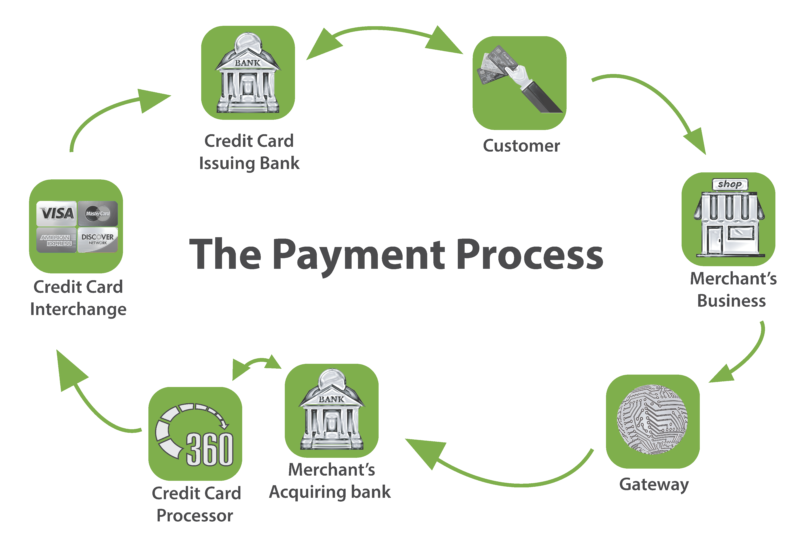 BANK
Credit Card
Issuing Bank
Customer
shop
Merchant's
Business
VISA
MasterCard
AMERICAN
EXPRESS
DISCOVER
NETWORK
Credit Card
Interchange
The Payment Process
BANK
Merchant's
Acquiring bank
360
Credit Card
Processor
Gateway